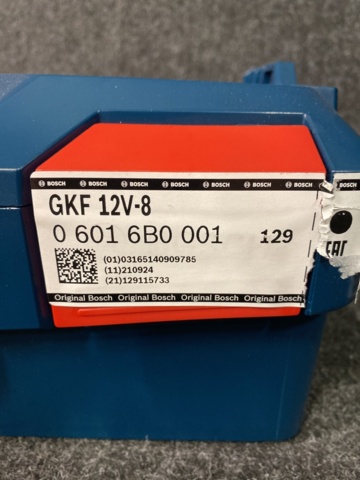 BOSCH BOSCH BOSCH BOSCH BOSCH BOSCH BOSCH
GKF 12V-8
0 601 6B0 001 129
EAC
(01)03165140909785
(11)210924
(21)129115733
Original Bosch Original Bosch Original Bosch Original Bosch